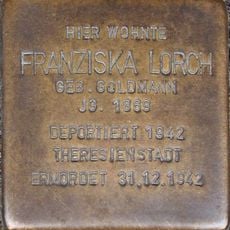 HIER WOHNTE
FRANZISKA LORCH
GEB. GOLDMANN
JG. 1869
DEPORTIERT 1942
THERESIENSTADT
ERMORDET 31.12.1942